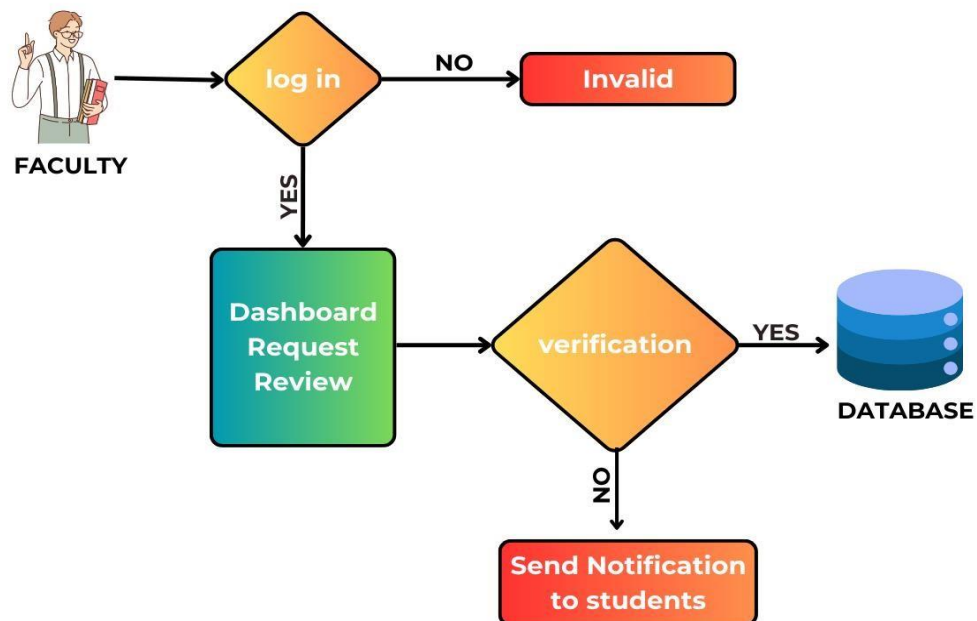 log in
NO
Invalid
FACULTY
YES
Dashboard
Request
Review
verification
YES
DATABASE
NO
Send Notification
to students